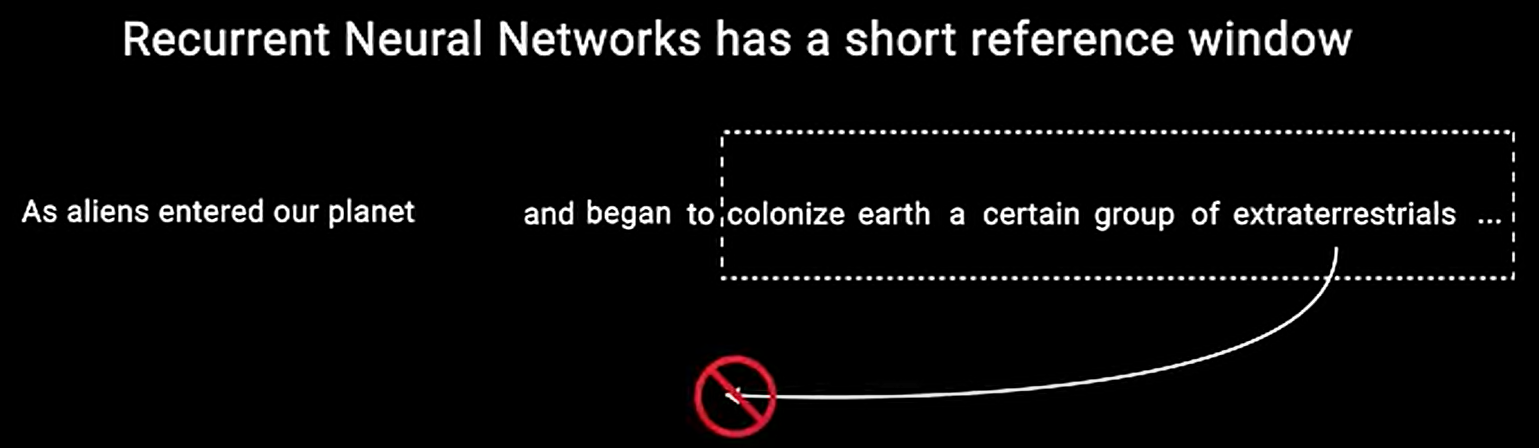 Recurrent Neural Networks has a short reference window
As aliens entered our planet and began to colonize earth a certain group of extraterrestrials ...